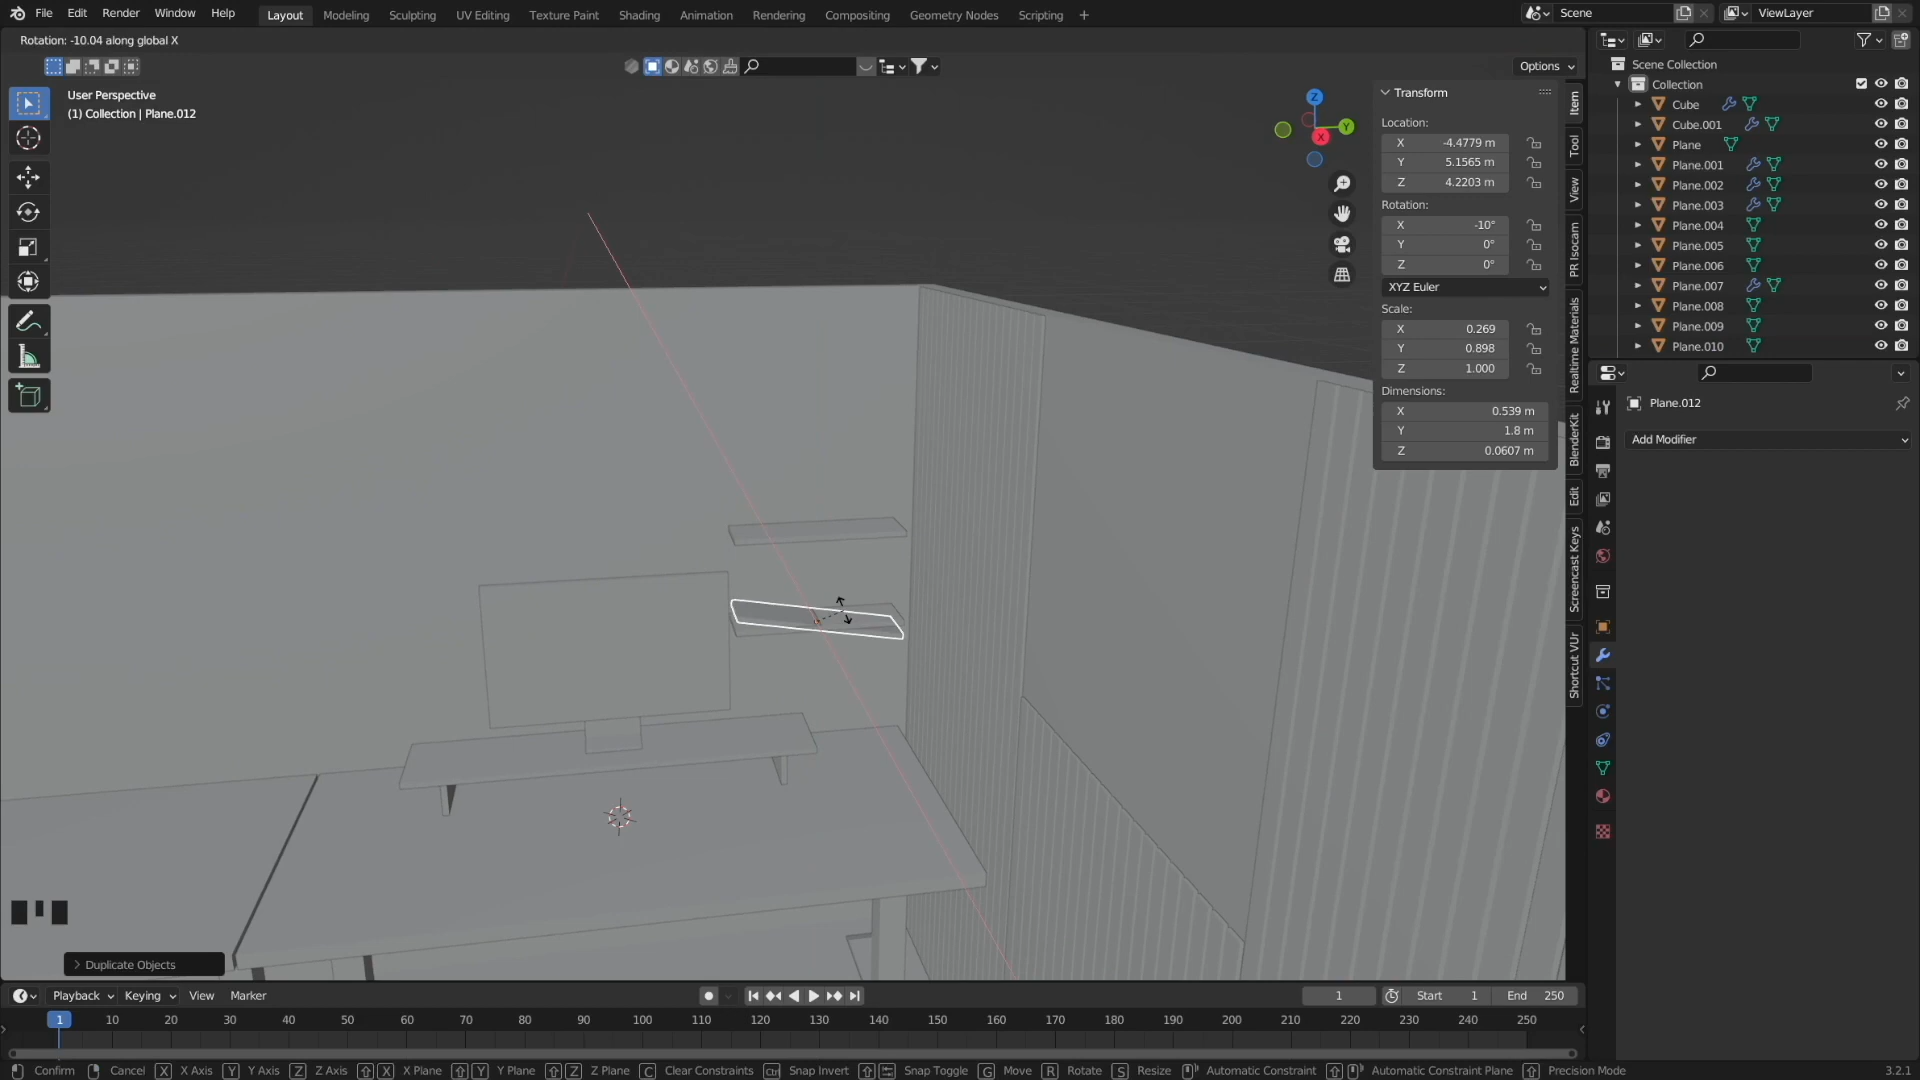 File Edit Render Window Help Layout Modeling Sculpting UV Editing Texture Paint Shading Animation Rendering Compositing Geometry Nodes Scripting + Scene ViewLayer
Rotation: -10.04 along global X
Options
User Perspective
(1) Collection | Plane.012
Transform
Location:
X -4.4779 m
Y 5.1565 m
Z 4.2203 m
Rotation:
X -10°
Y 0°
Z 0°
XYZ Euler
Scale:
X 0.269
Y 0.898
Z 1.000
Dimensions:
X 0.539 m
Y 1.8 m
Z 0.0607 m
Z
Y
X
Item
Tool
View
PR Isocam
Realtime Materials
BlenderKit
Edit
Screencast Keys
Shortcut VUr
Scene Collection
Collection
Cube
Cube.001
Plane
Plane.001
Plane.002
Plane.003
Plane.004
Plane.005
Plane.006
Plane.007
Plane.008
Plane.009
Plane.010
Plane.012
Add Modifier
Duplicate Objects
Playback Keying View Marker 1 Start 1 End 250
1 10 20 30 40 50 60 70 80 90 100 110 120 130 140 150 160 170 180 190 200 210 220 230 240 250
Confirm Cancel X X Axis Y Y Axis Z Z Axis X X Plane Y Y Plane Z Z Plane C Clear Constraints Ctrl Snap Invert Snap Toggle G Move R Rotate S Resize Automatic Constraint Automatic Constraint Plane Precision Mode 3.2.1